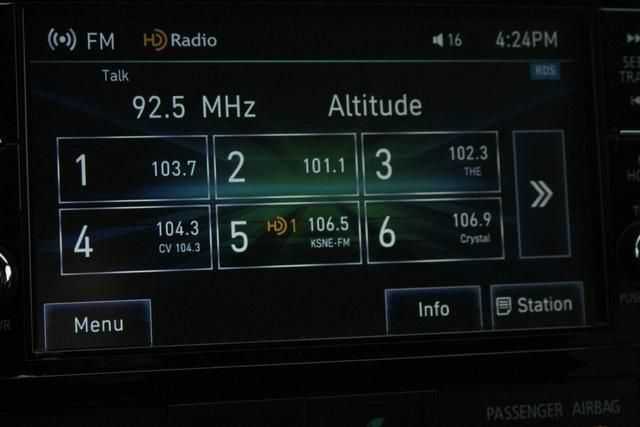 FM HD Radio 16 4:24PM
Talk RDS
92.5 MHz Altitude
1 103.7
2 101.1
3 102.3 THE
4 104.3 CV 104.3
5 HD1 106.5 KSNE-FM
6 106.9 Crystal
Menu Info Station
PASSENGER AIRBAG